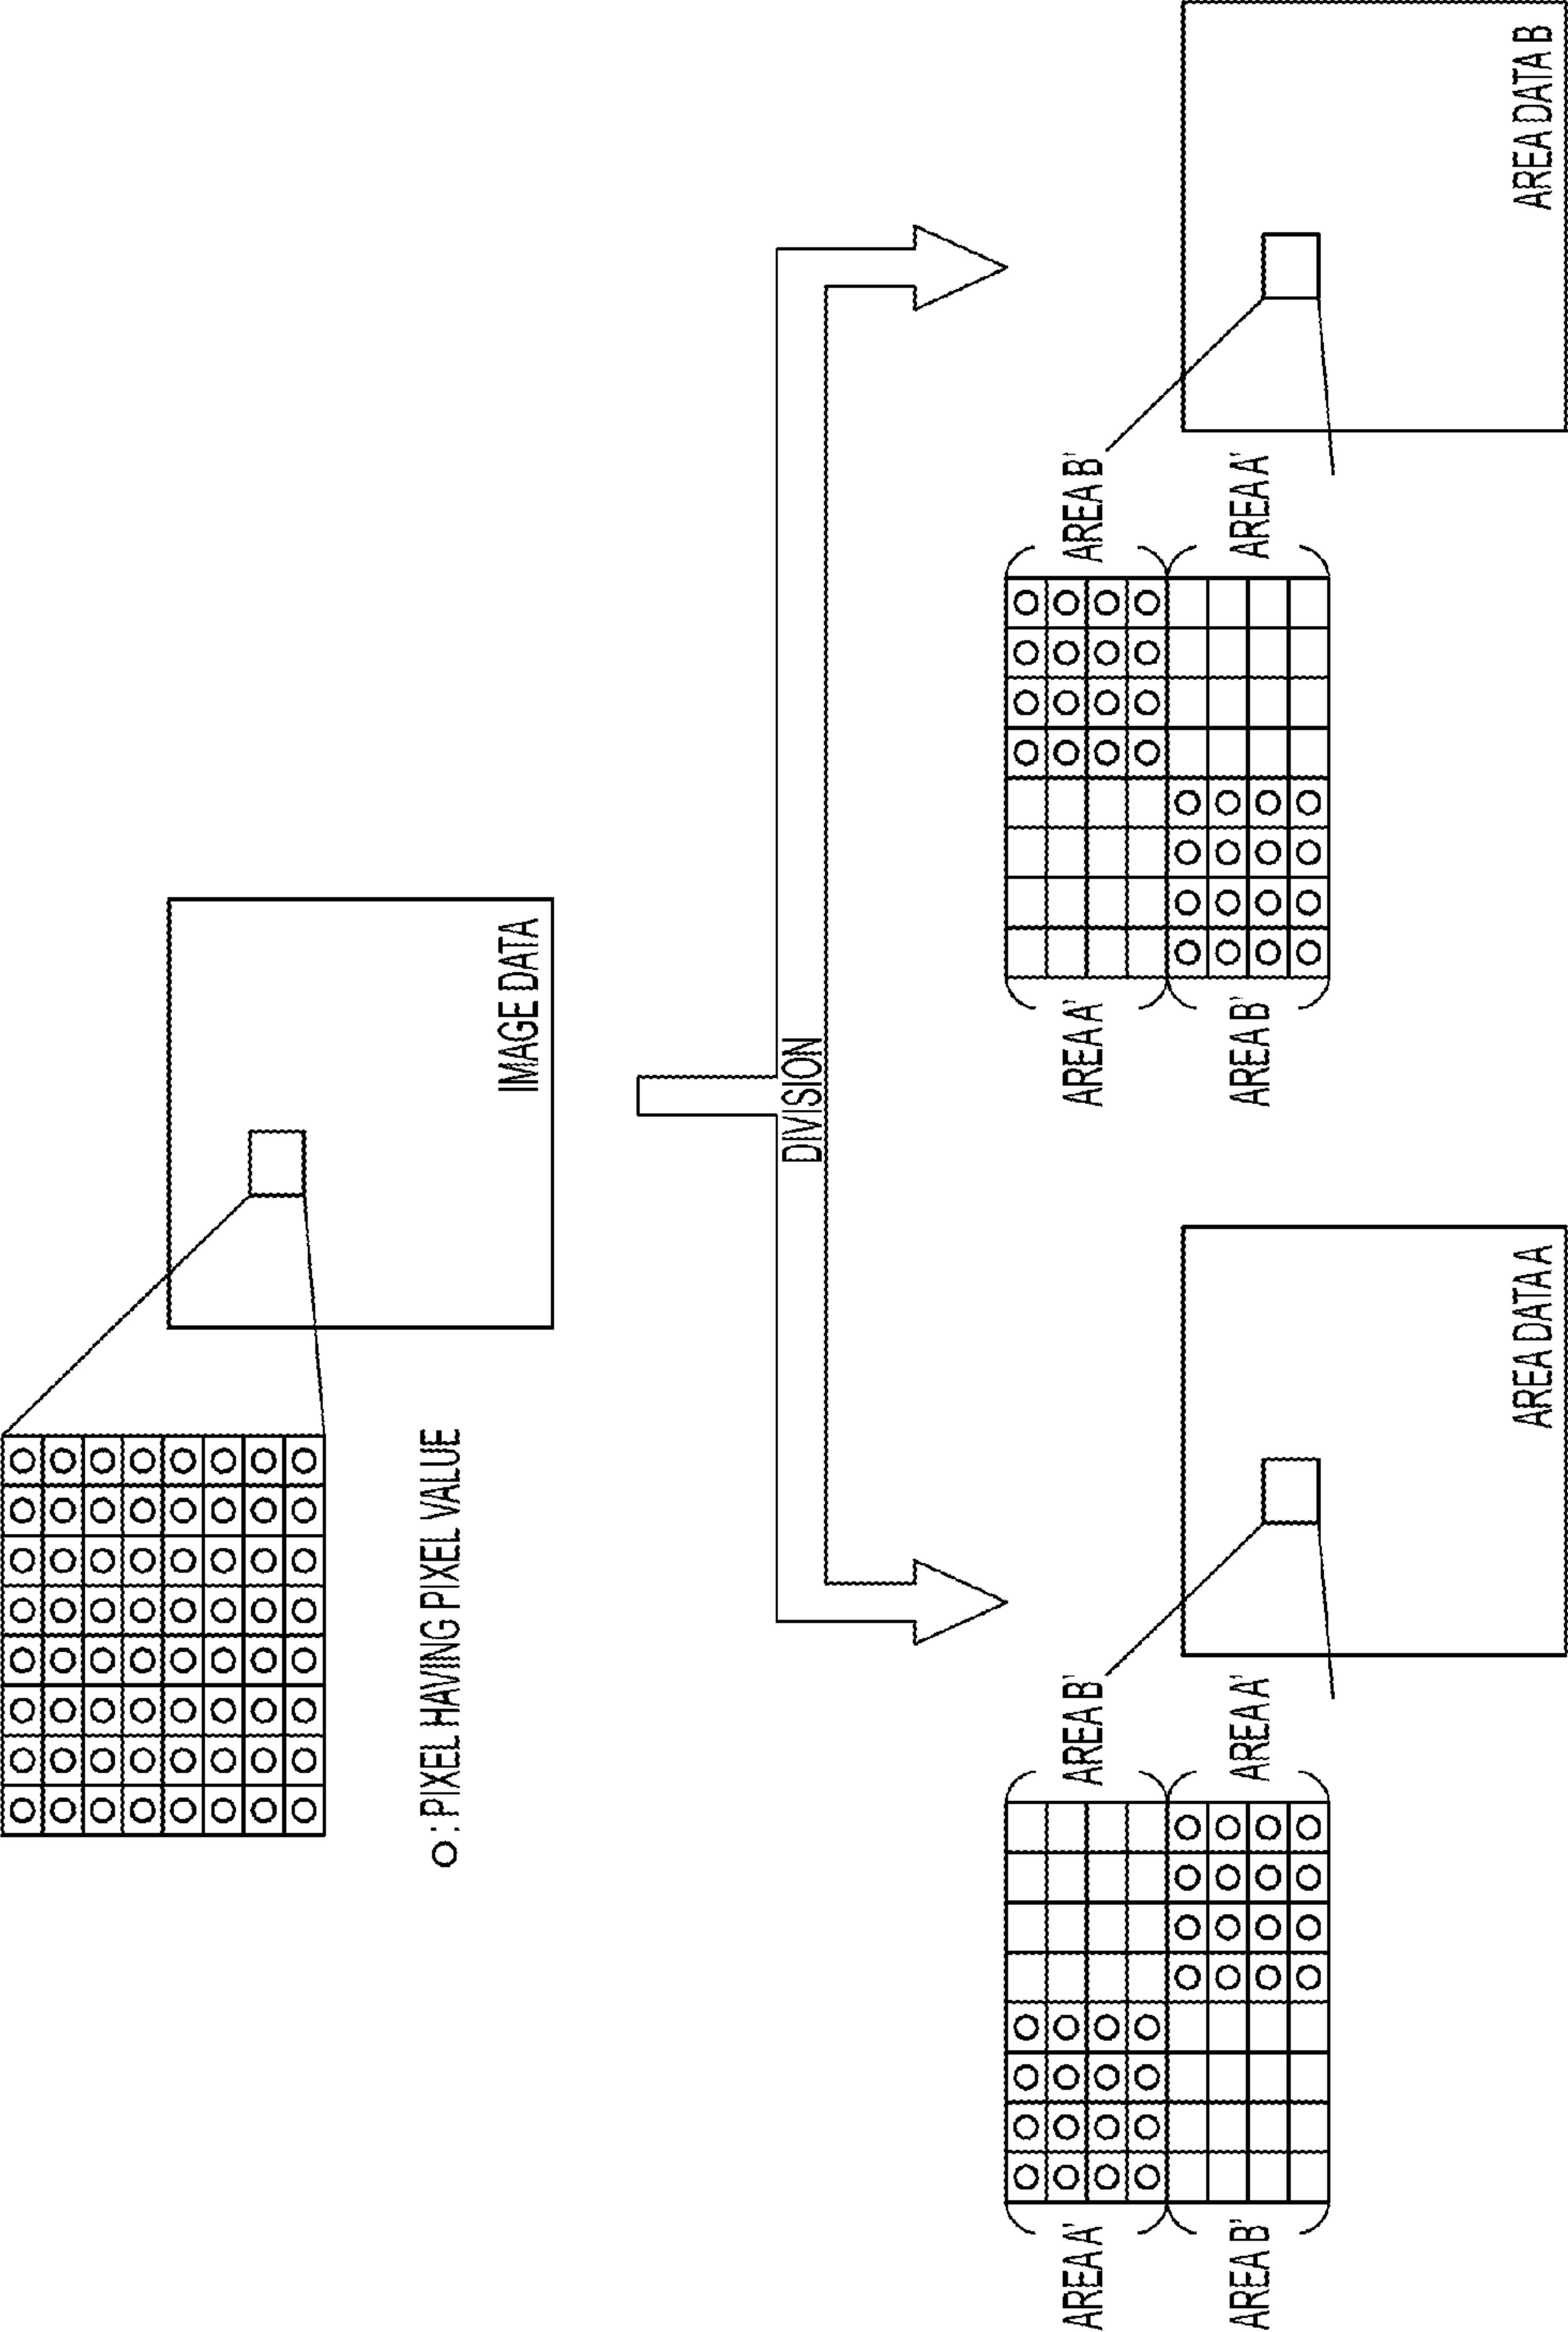 ○: PIXEL HAVING PIXEL VALUE
IMAGE DATA
DIVISION
AREA A'
AREA B'
AREA A'
AREA B'
AREA B'
AREA A'
AREA B'
AREA A'
AREA DATA A
AREA DATA B